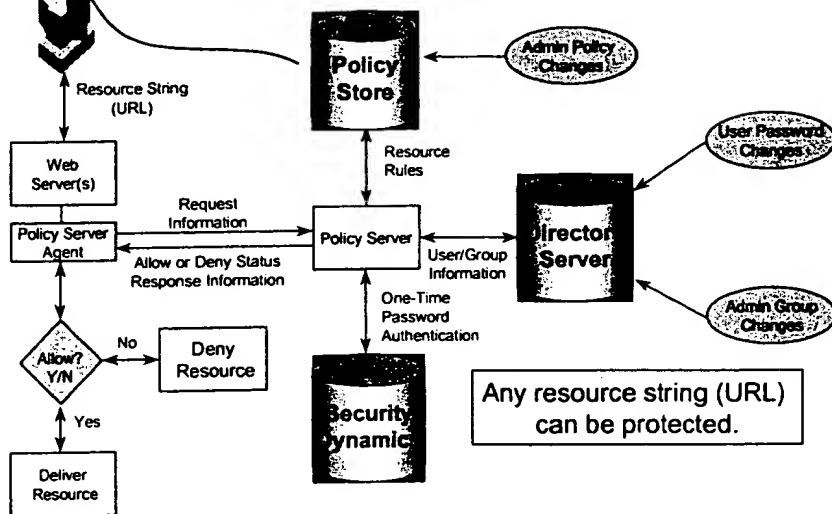 Policy
Store
Admin Policy
Changes
Resource String
(URL)
User Password
Changes
Web
Server(s)
Resource
Rules
Request
Information
Policy Server
Agent
Policy Server
Director
Server
Allow or Deny Status
Response Information
User/Group
Information
One-Time
Password
Authentication
Admin Group
Changes
Allow?
Y/N
No
Deny
Resource
Security
Dynamic
Any resource string (URL)
can be protected.
Yes
Deliver
Resource